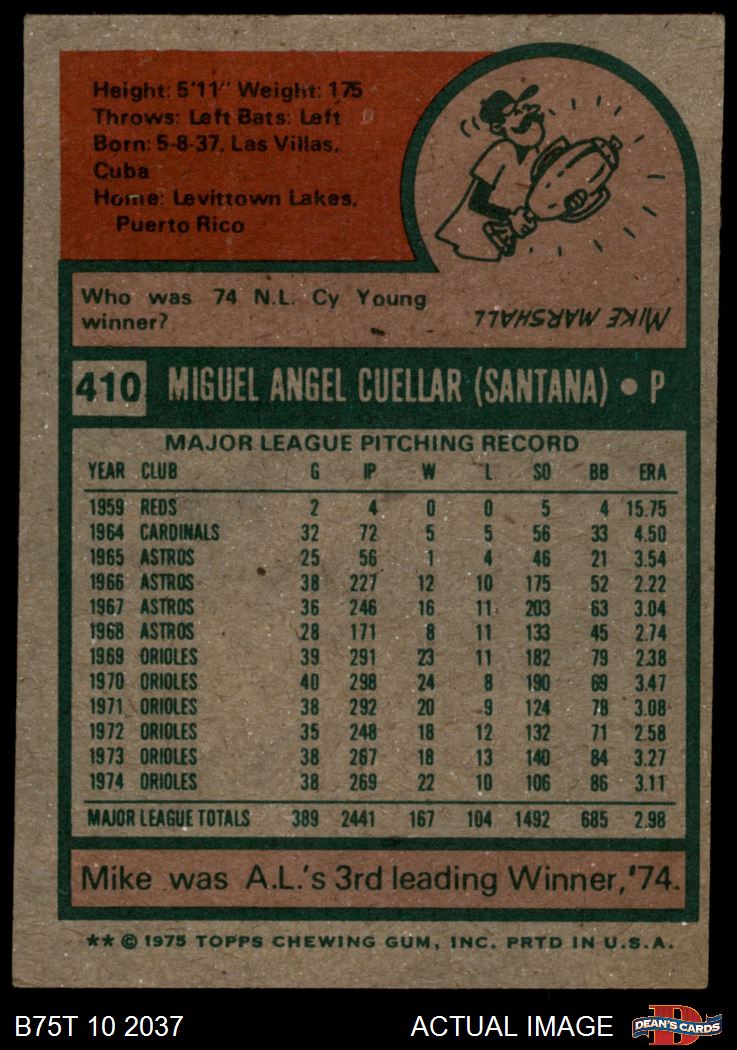 Height: 5'11" Weight: 175
Throws: Left Bats: Left
Born: 5-8-37, Las Villas,
Cuba
Home: Levittown Lakes,
Puerto Rico
Who was 74 N.L. Cy Young
winner?
MIKE MARSHALL
410 MIGUEL ANGEL CUELLAR (SANTANA) • P
MAJOR LEAGUE PITCHING RECORD
YEAR CLUB G IP W L SO BB ERA
1959 REDS 2 4 0 0 5 4 15.75
1964 CARDINALS 32 72 5 5 56 33 4.50
1965 ASTROS 25 56 1 4 46 21 3.54
1966 ASTROS 38 227 12 10 175 52 2.22
1967 ASTROS 36 246 16 11 203 63 3.04
1968 ASTROS 28 171 8 11 133 45 2.74
1969 ORIOLES 39 291 23 11 182 79 2.38
1970 ORIOLES 40 298 24 8 190 69 3.47
1971 ORIOLES 38 292 20 9 124 78 3.08
1972 ORIOLES 35 248 18 12 132 71 2.58
1973 ORIOLES 38 267 18 13 140 84 3.27
1974 ORIOLES 38 269 22 10 106 86 3.11
MAJOR LEAGUE TOTALS 389 2441 167 104 1492 685 2.98
Mike was A.L.'s 3rd leading Winner,'74.
** © 1975 TOPPS CHEWING GUM, INC. PRTD IN U.S.A.
B75T 10 2037 ACTUAL IMAGE DEAN'S CARDS